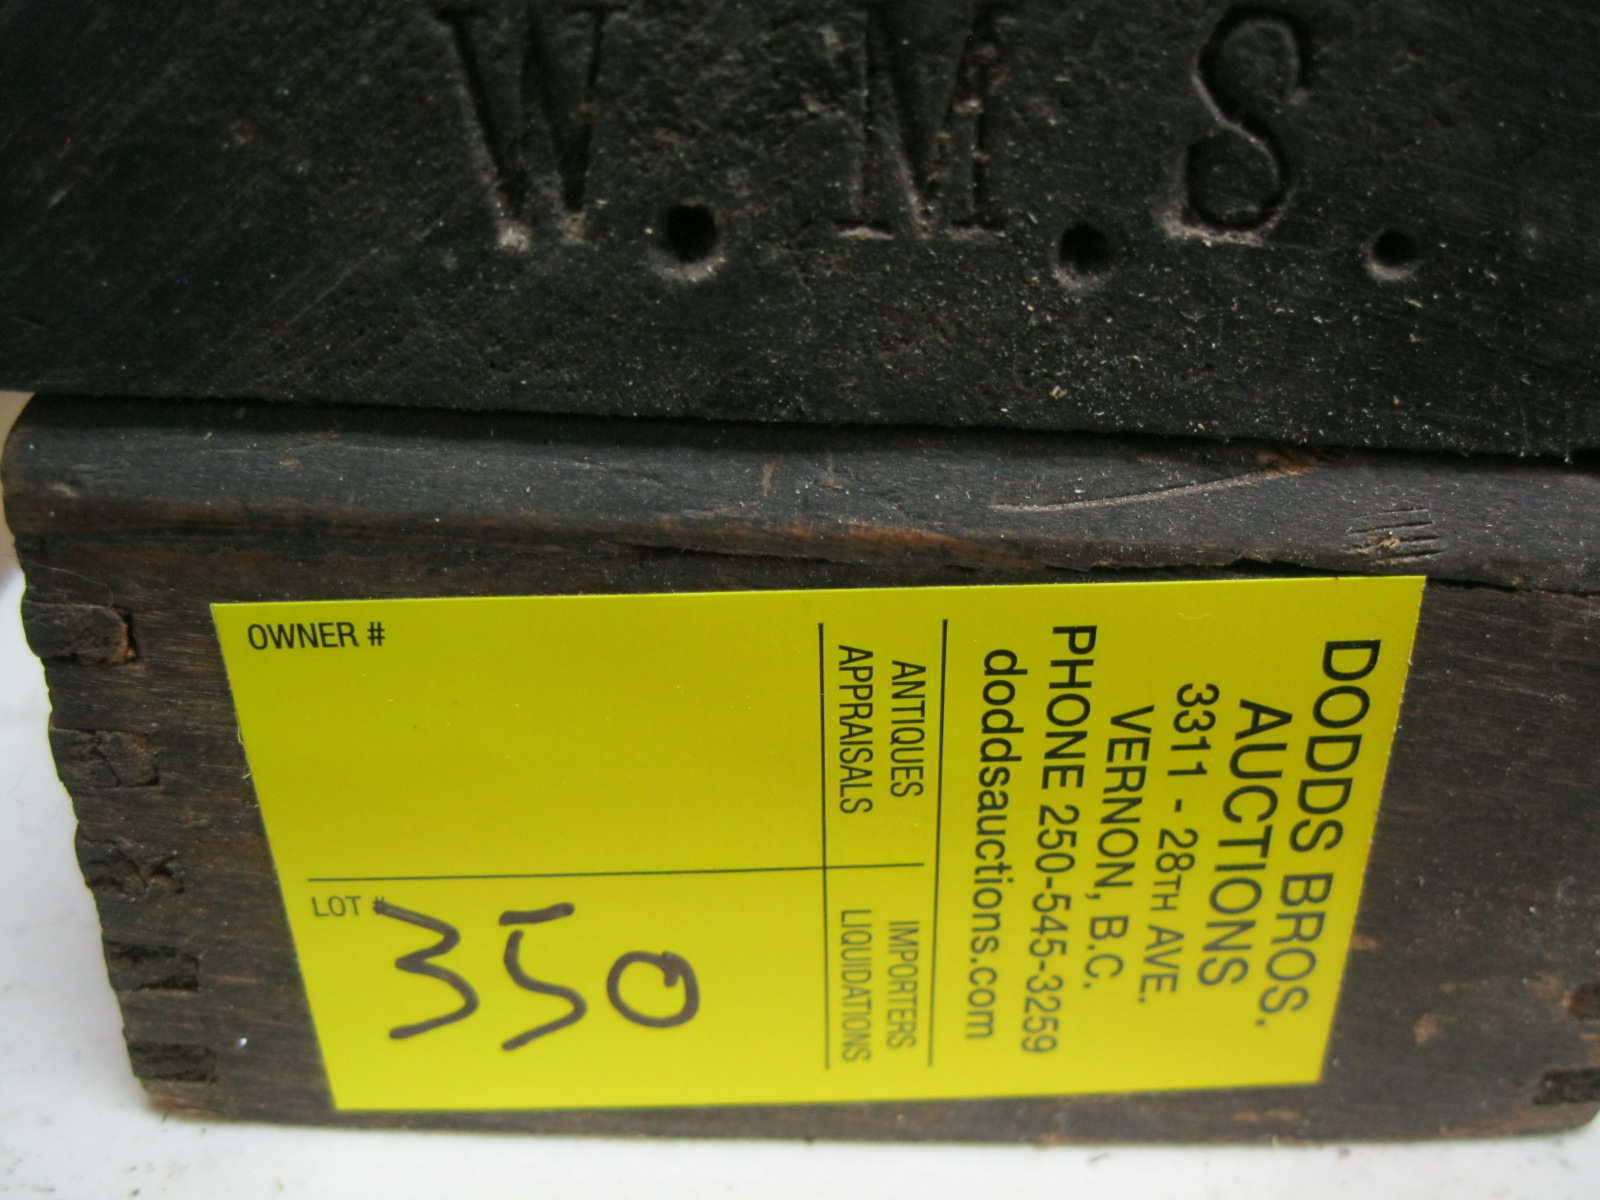 W.M.S.
DODDS BROS.
AUCTIONS
3311 - 28TH AVE.
VERNON, B.C.
PHONE 250-545-3259
doddsauctions.com
ANTIQUES
APPRAISALS
IMPORTERS
LIQUIDATIONS
OWNER #
LOT #
350